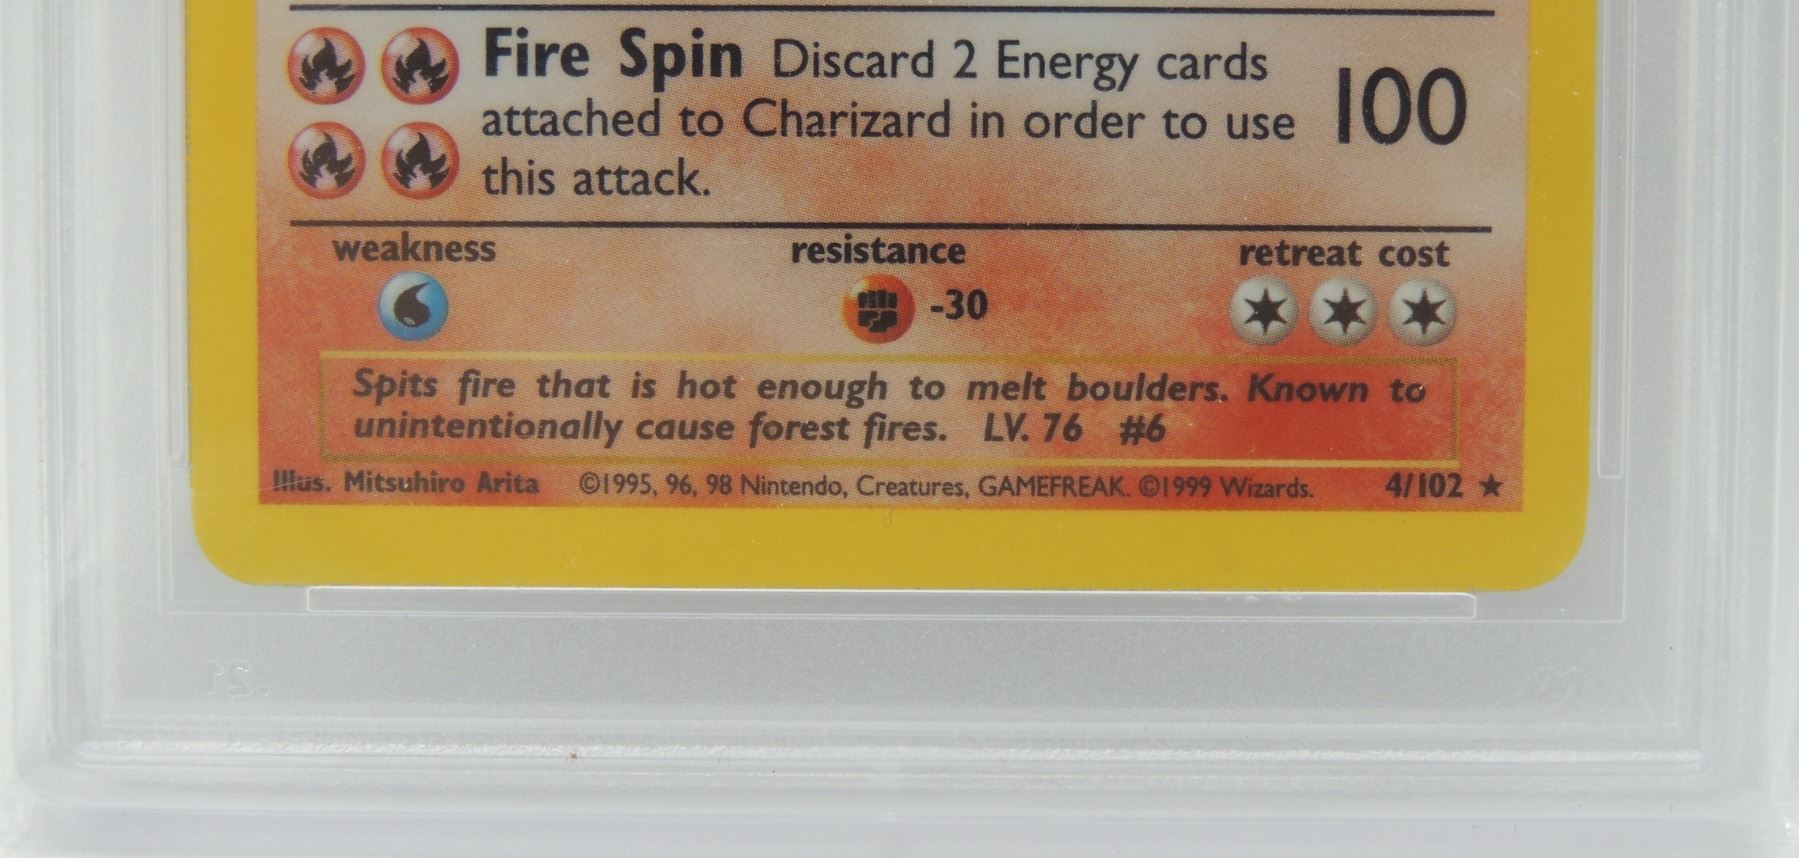 Fire Spin Discard 2 Energy cards
attached to Charizard in order to use
this attack.
100
weakness
resistance
retreat cost
-30
Spits fire that is hot enough to melt boulders. Known to
unintentionally cause forest fires. LV. 76 #6
Illus. Mitsuhiro Arita ©1995, 96, 98 Nintendo, Creatures, GAMEFREAK. ©1999 Wizards. 4/102 ★